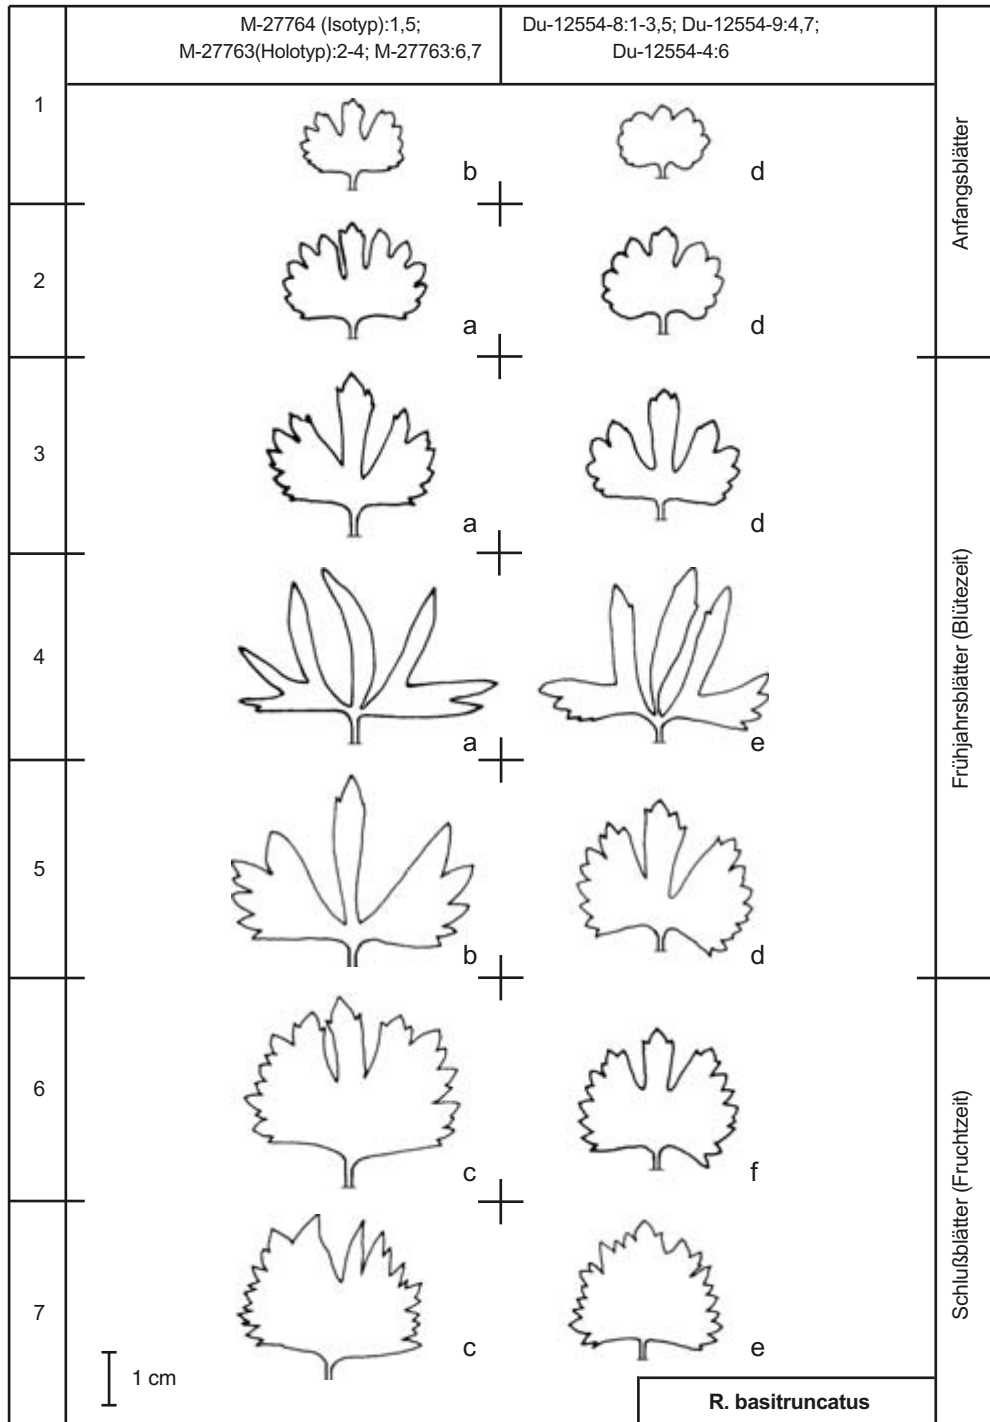 M-27764 (Isotyp):1,5;
M-27763(Holotyp):2-4; M-27763:6,7
Du-12554-8:1-3,5; Du-12554-9:4,7;
Du-12554-4:6
1
b
d
Anfangsblätter
2
a
d
3
a
d
Frühjahrsblätter (Blütezeit)
4
a
e
5
b
d
6
c
f
Schlußblätter (Fruchtzeit)
7
c
e
1 cm
R. basitruncatus